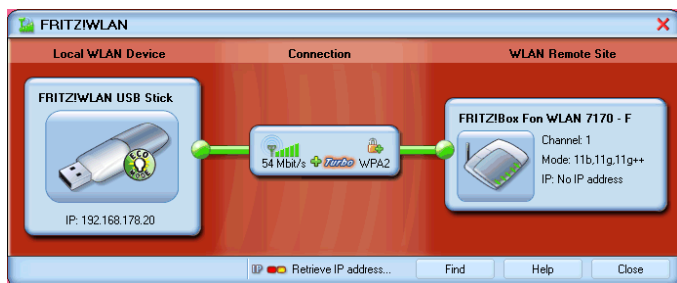 FRITZ!WLAN
Local WLAN Device
Connection
WLAN Remote Site
FRITZ!WLAN USB Stick
ECO
MODE
IP: 192.168.178.20
54 Mbit/s
Turbo
WPA2
FRITZ!Box Fon WLAN 7170 - F
Channel: 1
Mode: 11b,11g,11g++
IP: No IP address
IP
Retrieve IP address...
Find
Help
Close